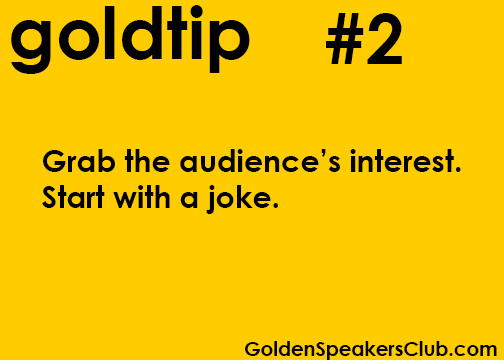 goldtip #2
Grab the audience’s interest.
Start with a joke.
GoldenSpeakersClub.com